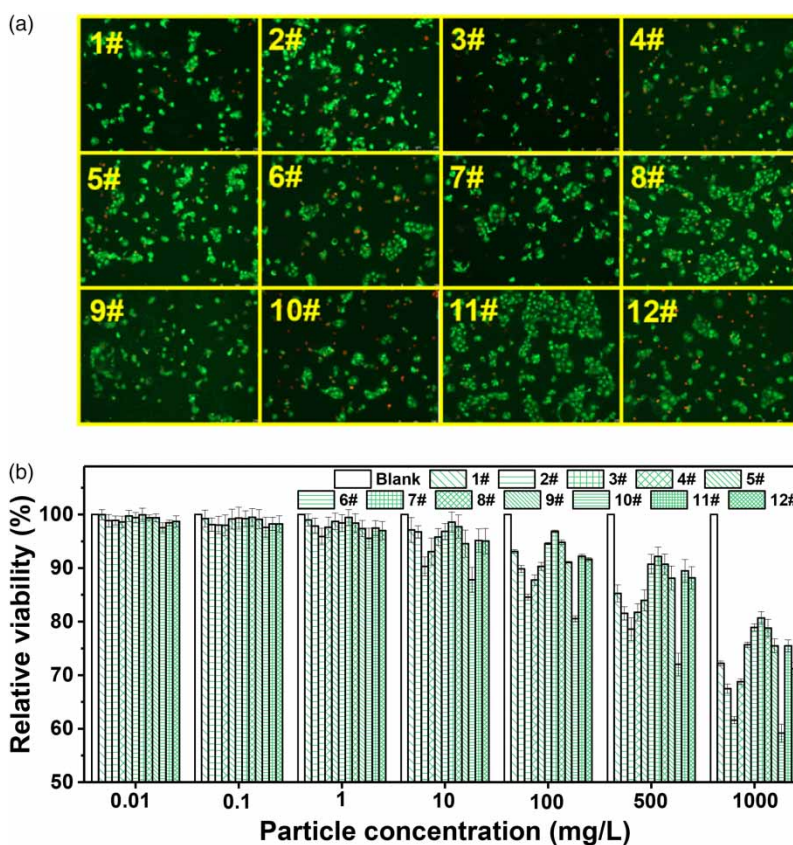 (a)
1# 2# 3# 4#
5# 6# 7# 8#
9# 10# 11# 12#
(b)
Blank 1# 2# 3# 4# 5#
6# 7# 8# 9# 10# 11# 12#
Relative viability (%)
100
90
80
70
60
50
0.01 0.1 1 10 100 500 1000
Particle concentration (mg/L)